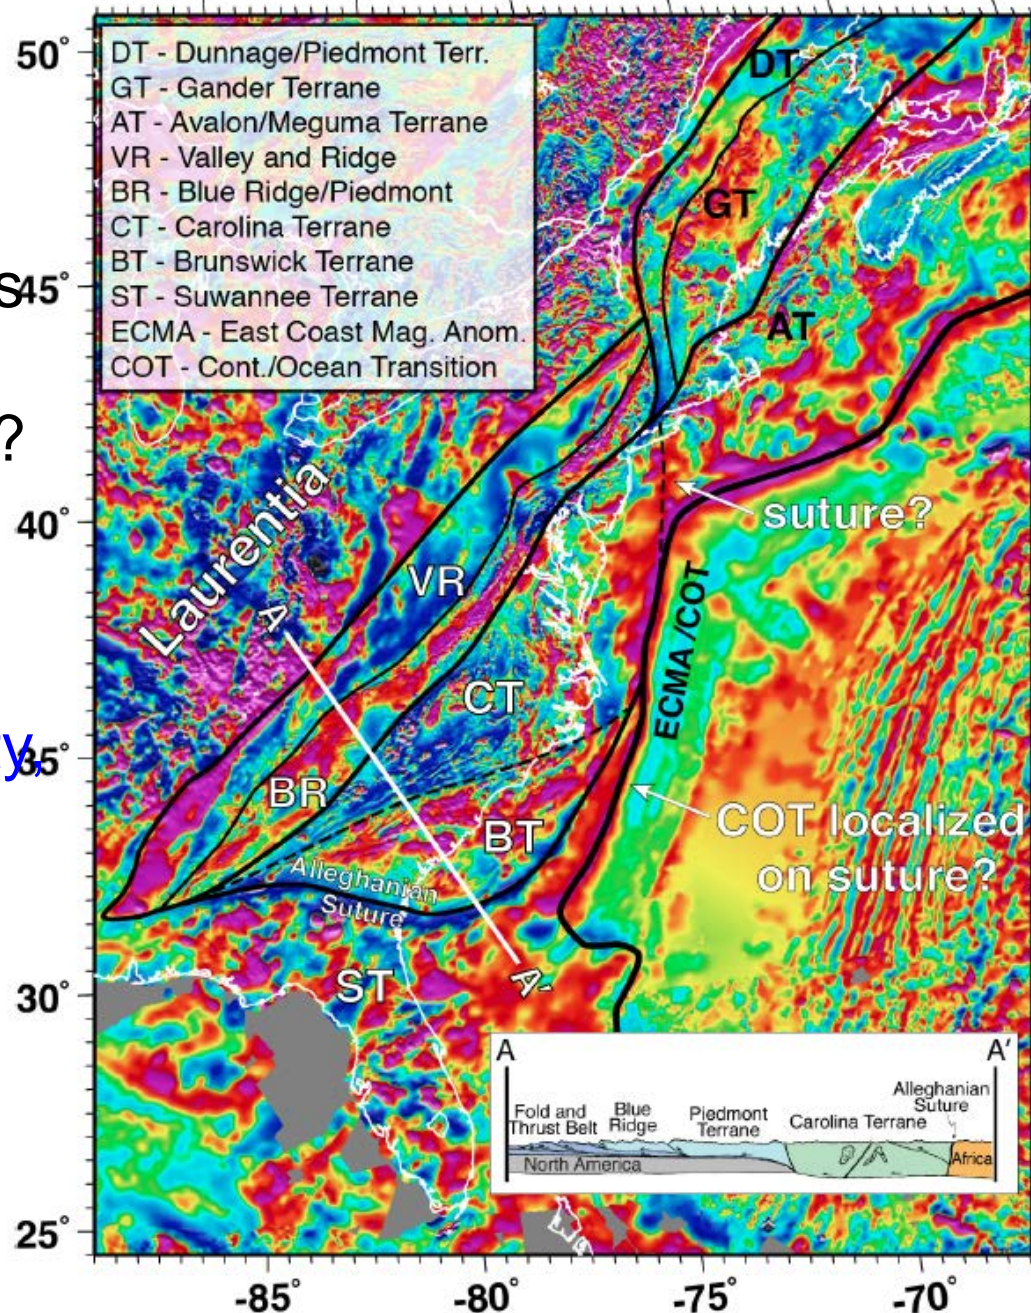 50°
DT - Dunnage/Piedmont Terr.
GT - Gander Terrane
AT - Avalon/Meguma Terrane
VR - Valley and Ridge
BR - Blue Ridge/Piedmont
CT - Carolina Terrane
BT - Brunswick Terrane
ST - Suwannee Terrane
ECMA - East Coast Mag. Anom.
COT - Cont./Ocean Transition
DT
GT
AT
s
45°
?
40°
Laurentia
suture?
VR
A
ECMA/COT
CT
ty,
35°
BR
BT
COT localized
on suture?
Alleghanian
Suture
ST
A'
30°
A
A'
Alleghanian
Suture
Fold and
Thrust Belt
Blue
Ridge
Piedmont
Terrane
Carolina Terrane
North America
Africa
25°
-85°
-80°
-75°
-70°